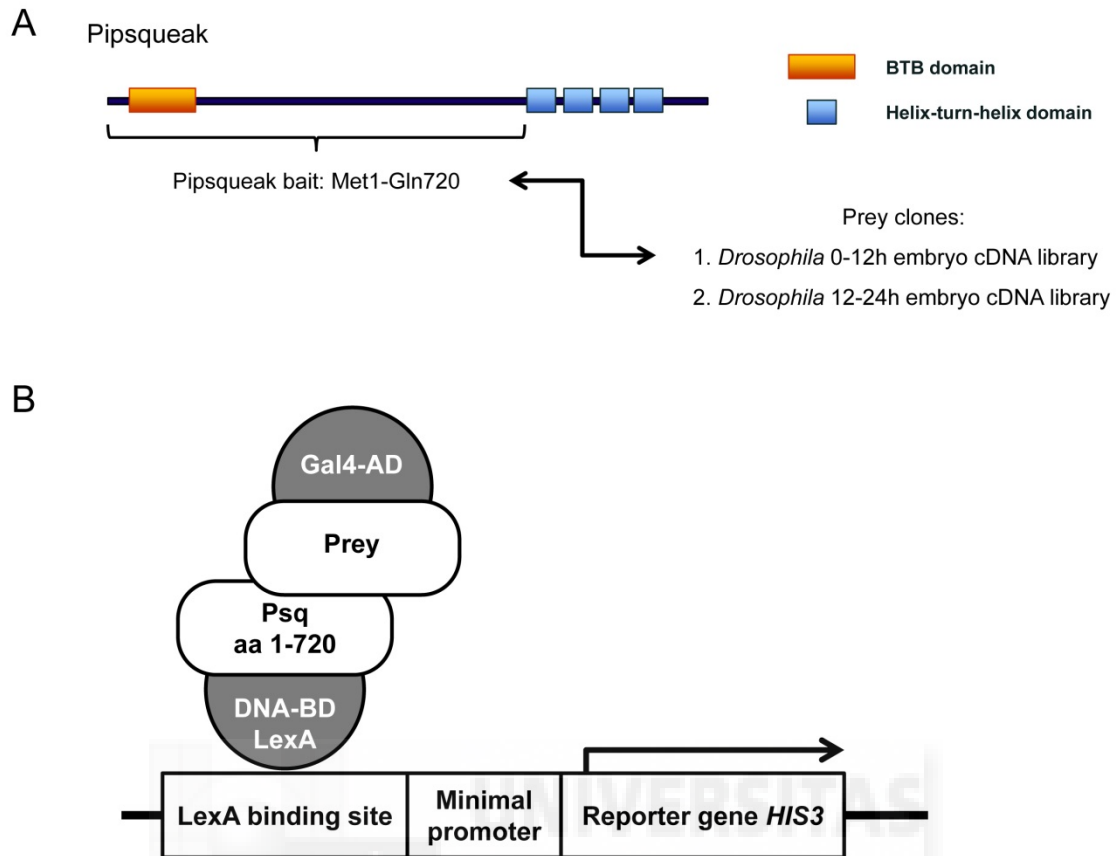 A
Pipsqueak
BTB domain
Helix-turn-helix domain
Pipsqueak bait: Met1-Gln720
Prey clones:
1. Drosophila 0-12h embryo cDNA library
2. Drosophila 12-24h embryo cDNA library
B
Gal4-AD
Prey
Psq
aa 1-720
DNA-BD
LexA
UNIVERSITAS
LexA binding site
Minimal
promoter
Reporter gene HIS3